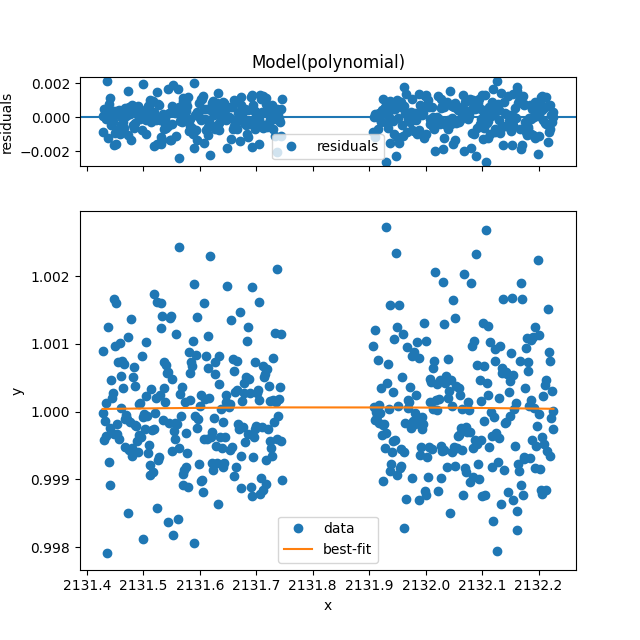 Model(polynomial)
residuals
0.002
0.000
−0.002
residuals
y
1.002
1.001
1.000
0.999
0.998
data
best-fit
2131.4 2131.5 2131.6 2131.7 2131.8 2131.9 2132.0 2132.1 2132.2
x